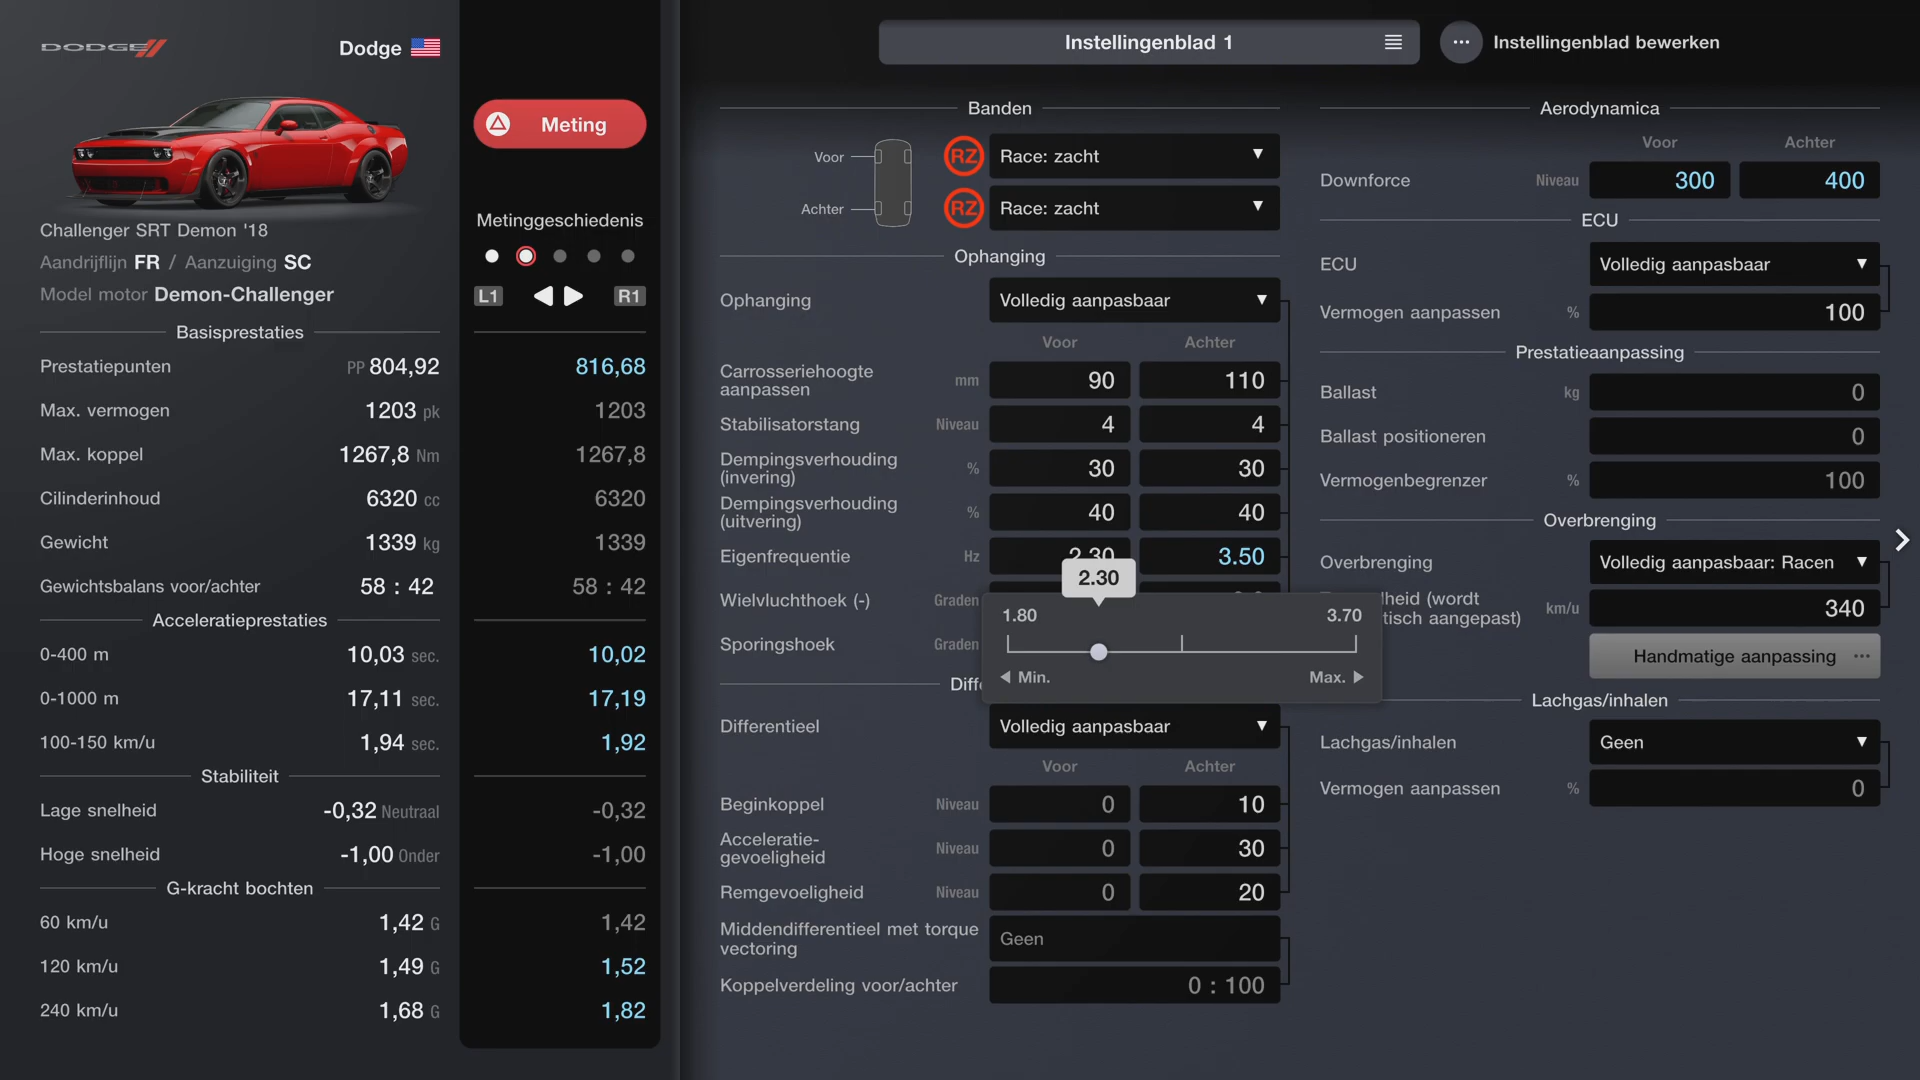 DODGE
Dodge
Challenger SRT Demon '18
Aandrijflijn FR / Aanzuiging SC
Model motor Demon-Challenger
Basisprestaties
Prestatiepunten PP 804,92 816,68
Max. vermogen 1203 pk 1203
Max. koppel 1267,8 Nm 1267,8
Cilinderinhoud 6320 cc 6320
Gewicht 1339 kg 1339
Gewichtsbalans voor/achter 58 : 42 58 : 42
Acceleratieprestaties
0-400 m 10,03 sec. 10,02
0-1000 m 17,11 sec. 17,19
100-150 km/u 1,94 sec. 1,92
Stabiliteit
Lage snelheid -0,32 Neutraal -0,32
Hoge snelheid -1,00 Onder -1,00
G-kracht bochten
60 km/u 1,42 G 1,42
120 km/u 1,49 G 1,52
240 km/u 1,68 G 1,82
Meting
Metinggeschiedenis
L1 R1
Instellingenblad 1
Instellingenblad bewerken
Banden
Voor RZ Race: zacht
Achter RZ Race: zacht
Ophanging
Ophanging Volledig aanpasbaar
Voor Achter
Carrosseriehoogte
aanpassen mm 90 110
Stabilisatorstang Niveau 4 4
Dempingsverhouding
(invering) % 30 30
Dempingsverhouding
(uitvering) % 40 40
Eigenfrequentie Hz 2.30 3.50
2.30
Wielvluchthoek (-) Graden
1.80 3.70
Sporingshoek Graden
Min. Max.
Diff
Differentieel Volledig aanpasbaar
Voor Achter
Beginkoppel Niveau 0 10
Acceleratie-
gevoeligheid Niveau 0 30
Remgevoeligheid Niveau 0 20
Middendifferentieel met torque
vectoring Geen
Koppelverdeling voor/achter 0 : 100
Aerodynamica
Voor Achter
Downforce Niveau 300 400
ECU
ECU Volledig aanpasbaar
Vermogen aanpassen % 100
Prestatieaanpassing
Ballast kg 0
Ballast positioneren 0
Vermogenbegrenzer % 100
Overbrenging
Overbrenging Volledig aanpasbaar: Racen
lheid (wordt
tisch aangepast) km/u 340
Handmatige aanpassing
Lachgas/inhalen
Lachgas/inhalen Geen
Vermogen aanpassen % 0